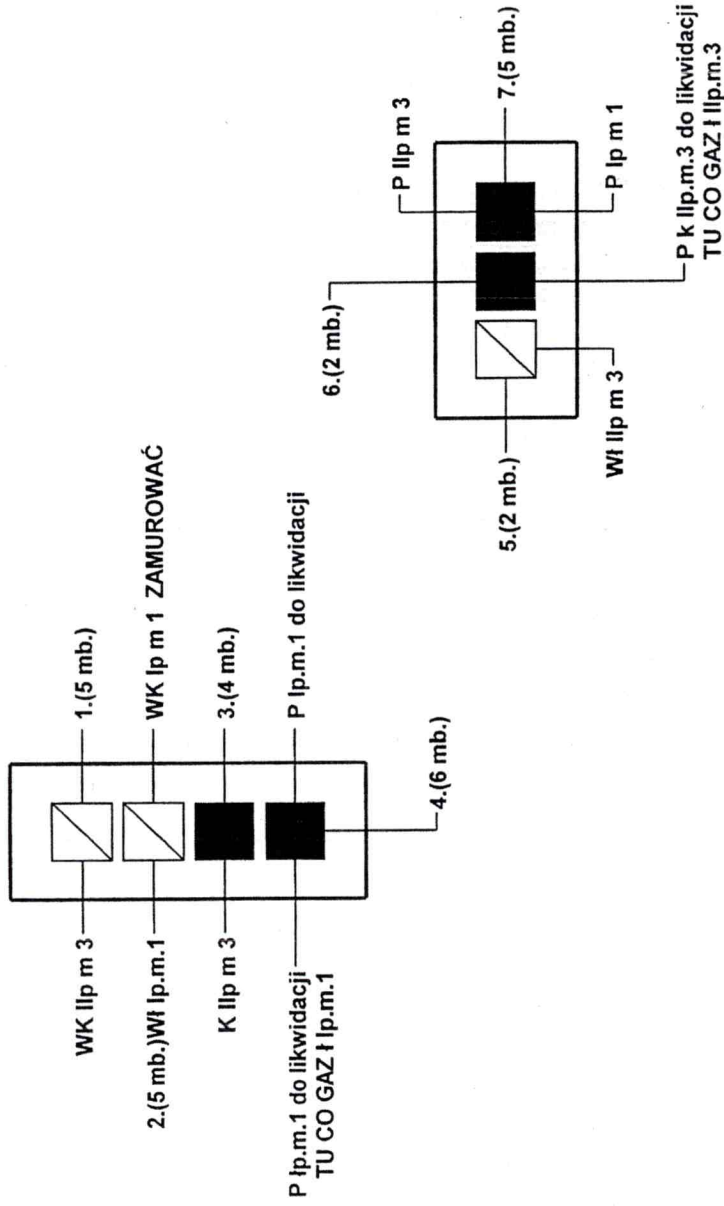 WK IIp m 3
1.(5 mb.)
2.(5 mb.)Wł Ip.m.1
WK Ip m 1 ZAMUROWAĆ
K IIp m 3
3.(4 mb.)
P łp.m.1 do likwidacji
TU CO GAZ Ł Ip.m.1
P Ip.m.1 do likwidacji
4.(6 mb.)
6.(2 mb.)
P IIp m 3
5.(2 mb.)
7.(5 mb.)
Wł IIp m 3
P Ip m 1
P k IIp.m.3 do likwidacji
TU CO GAZ Ł IIp.m.3